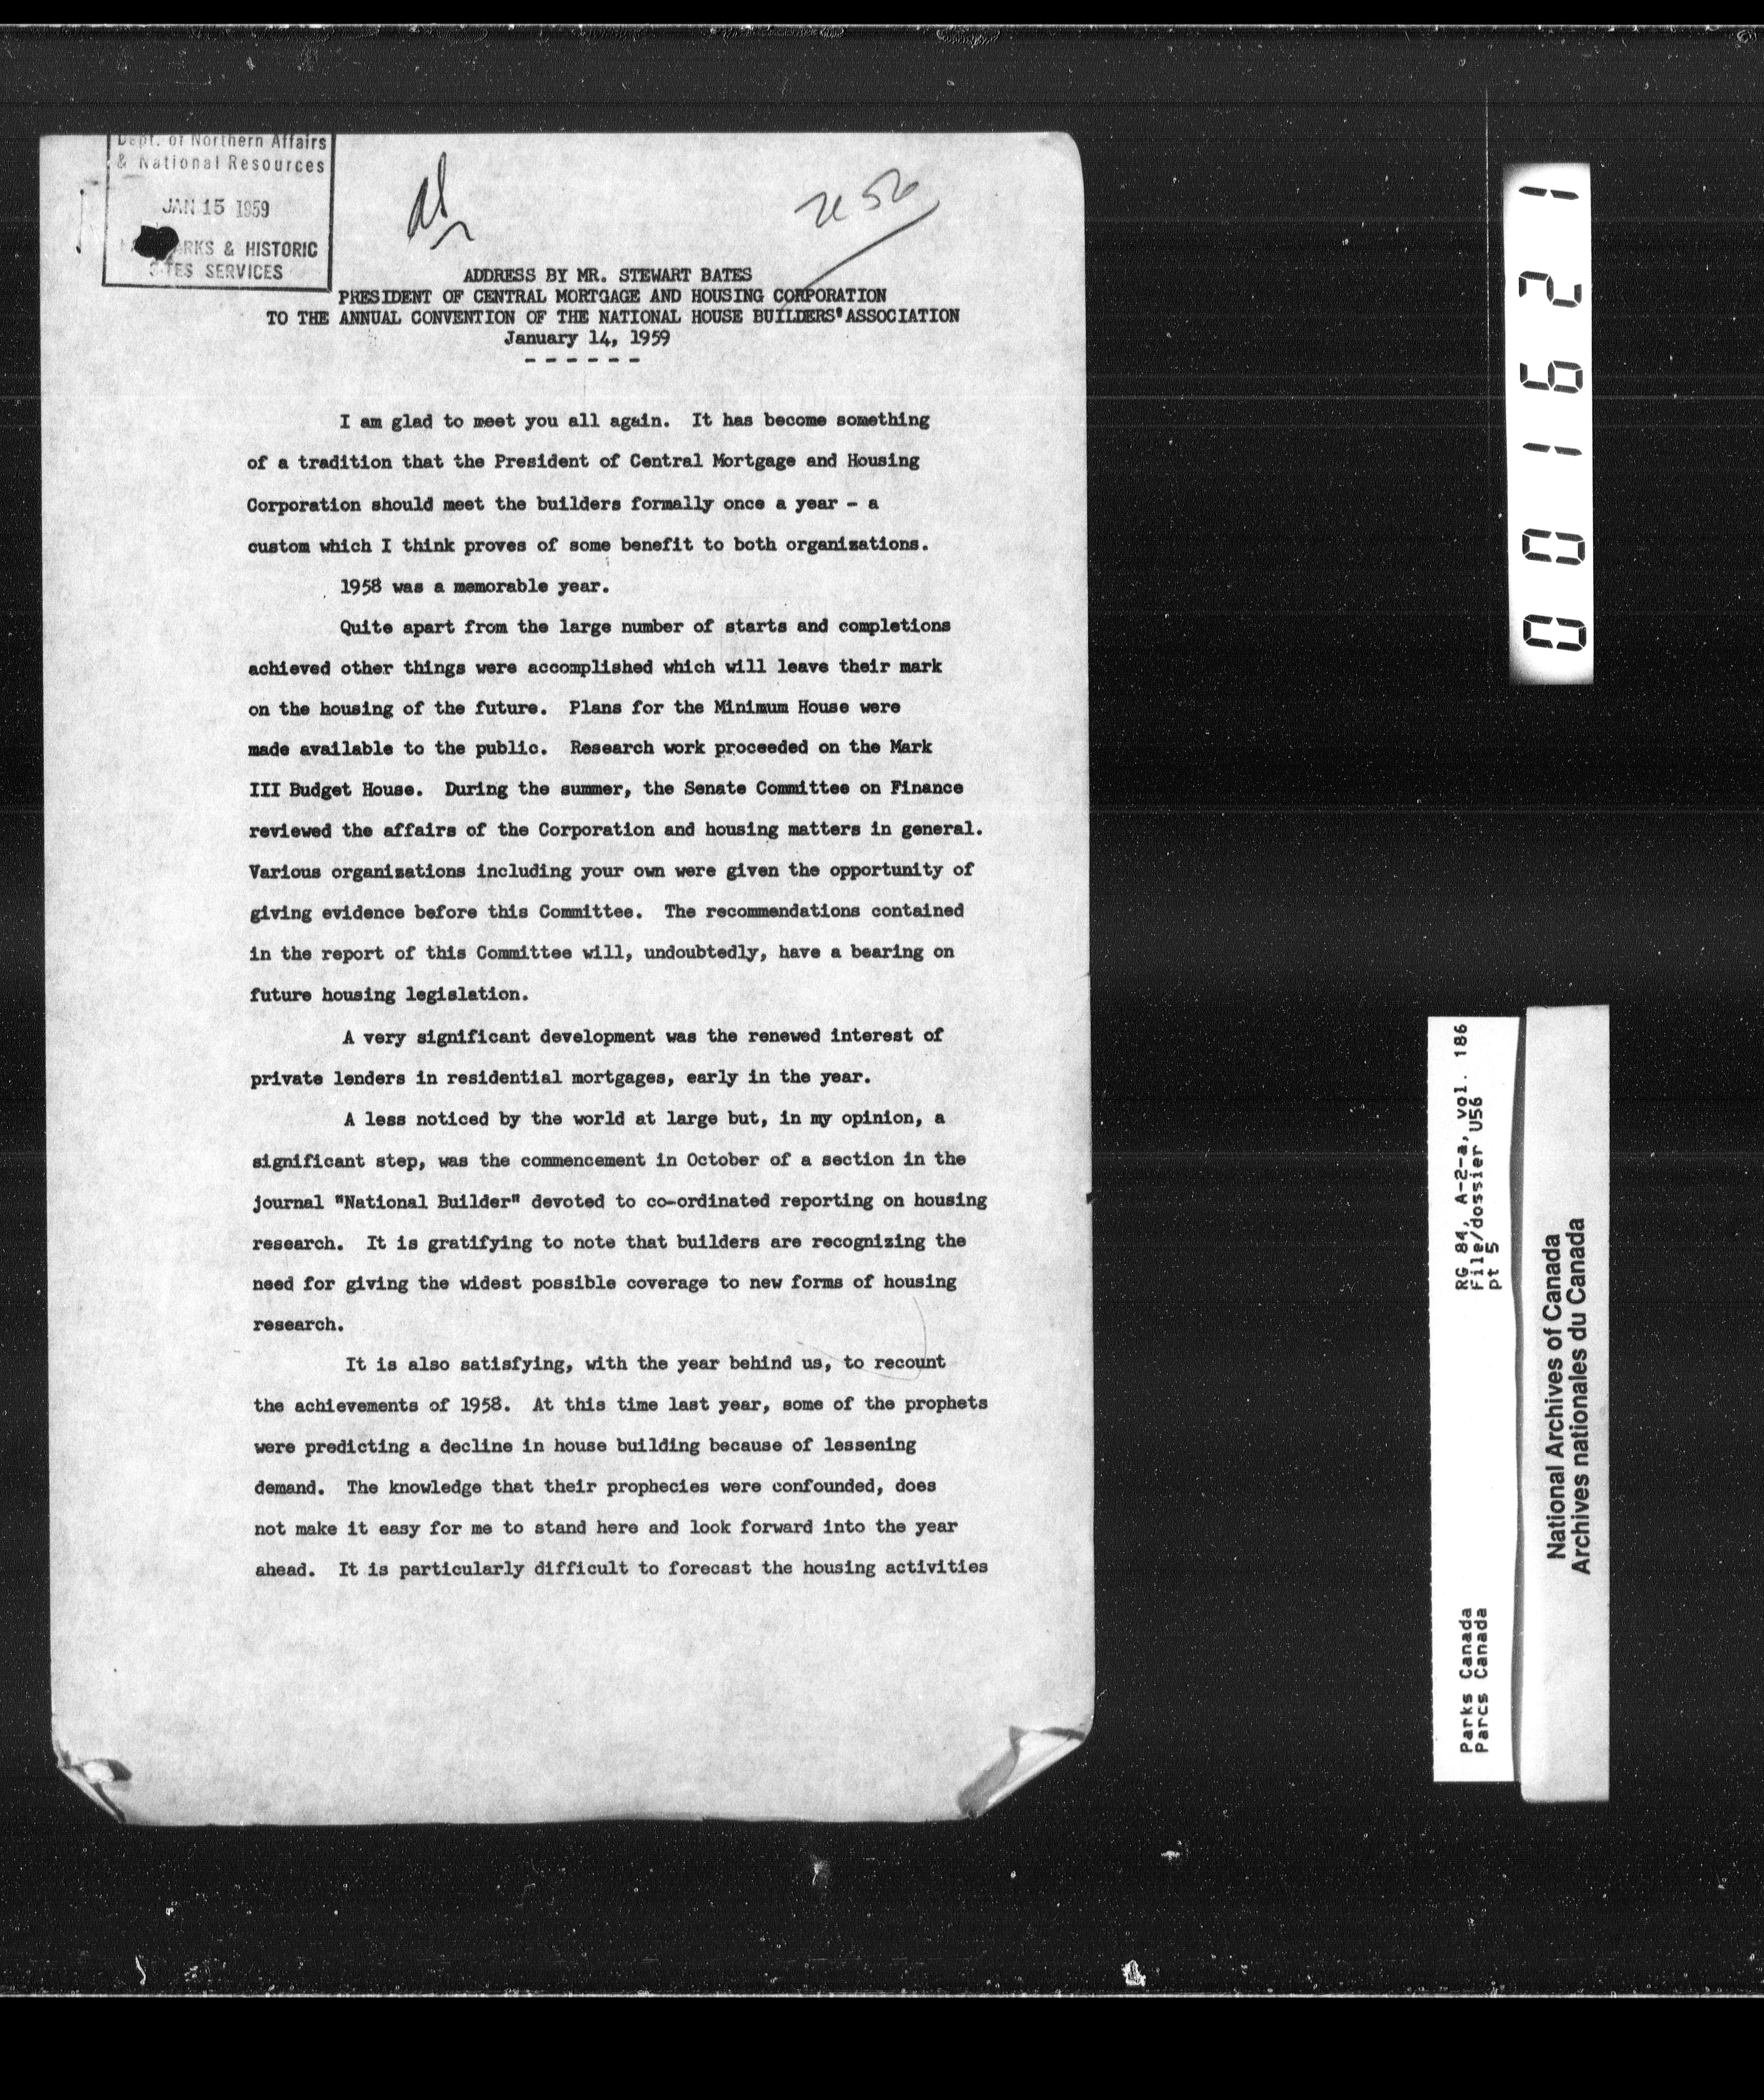 Dept. of Northern Affairs
& National Resources
JAN 15 1959
PARKS & HISTORIC
SITES SERVICES
U 56
ADDRESS BY MR. STEWART BATES
PRESIDENT OF CENTRAL MORTGAGE AND HOUSING CORPORATION
TO THE ANNUAL CONVENTION OF THE NATIONAL HOUSE BUILDERS' ASSOCIATION
January 14, 1959
- - - - - -
I am glad to meet you all again. It has become something
of a tradition that the President of Central Mortgage and Housing
Corporation should meet the builders formally once a year - a
custom which I think proves of some benefit to both organizations.
1958 was a memorable year.
Quite apart from the large number of starts and completions
achieved other things were accomplished which will leave their mark
on the housing of the future. Plans for the Minimum House were
made available to the public. Research work proceeded on the Mark
III Budget House. During the summer, the Senate Committee on Finance
reviewed the affairs of the Corporation and housing matters in general.
Various organizations including your own were given the opportunity of
giving evidence before this Committee. The recommendations contained
in the report of this Committee will, undoubtedly, have a bearing on
future housing legislation.
A very significant development was the renewed interest of
private lenders in residential mortgages, early in the year.
A less noticed by the world at large but, in my opinion, a
significant step, was the commencement in October of a section in the
journal "National Builder" devoted to co-ordinated reporting on housing
research. It is gratifying to note that builders are recognizing the
need for giving the widest possible coverage to new forms of housing
research.
It is also satisfying, with the year behind us, to recount
the achievements of 1958. At this time last year, some of the prophets
were predicting a decline in house building because of lessening
demand. The knowledge that their prophecies were confounded, does
not make it easy for me to stand here and look forward into the year
ahead. It is particularly difficult to forecast the housing activities
001621
RG 84, A-2-a, vol. 186
File/dossier U56
pt 5
Parks Canada
Parcs Canada
National Archives of Canada
Archives nationales du Canada